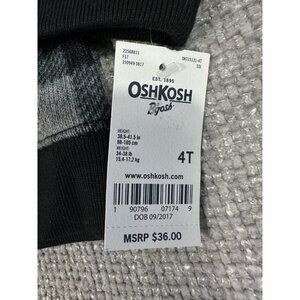 EST. 1895
OSHKOSH
B'gosh
HEIGHT:
38.5-41.5 in
98-105 cm
WEIGHT:
34-38 lb
15.4-17.2 kg
4T
www.oshkosh.com
1 90796 07174 9
DOB 09/2017
MSRP $36.00